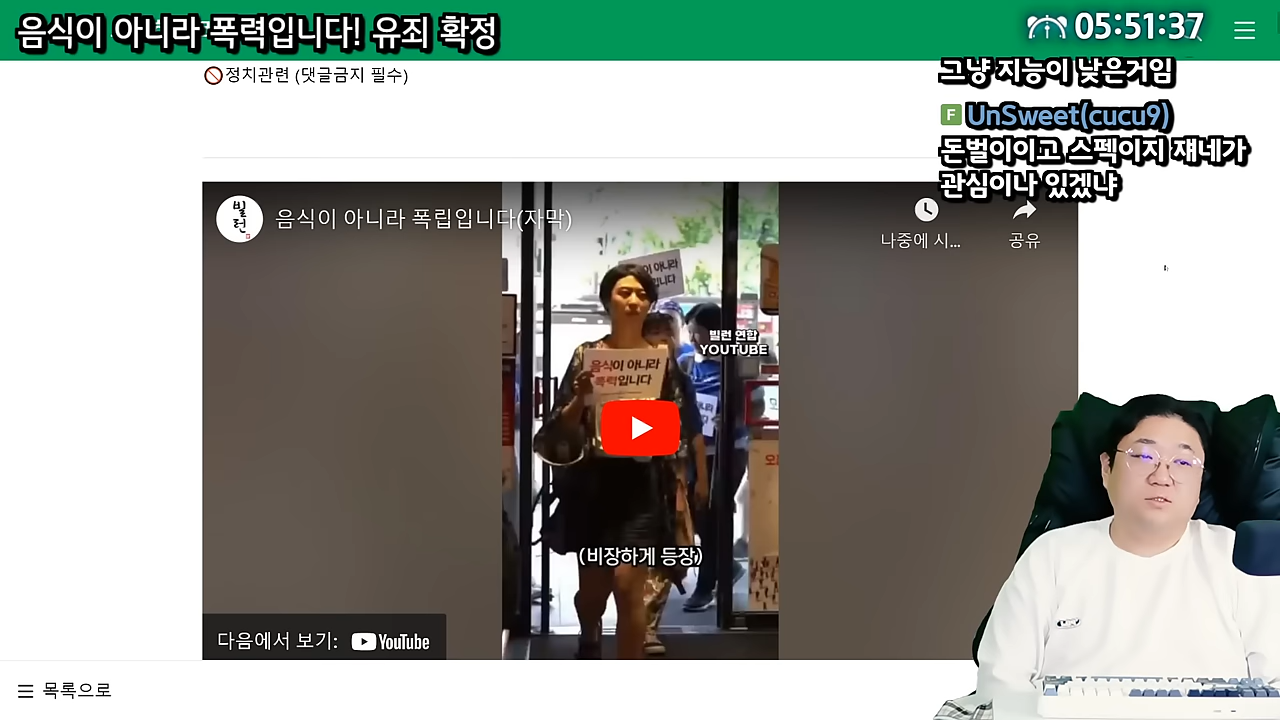 음식이 아니라 폭력입니다! 유죄 확정
05:51:37
정치관련 (댓글금지 필수)
그냥 지능이 낮은거임
F UnSweet(cucu9)
돈벌이이고 스펙이지 쟤네가
관심이나 있겠냐
빌런
음식이 아니라 폭립입니다(자막)
나중에 시...
공유
빌런 연합
YOUTUBE
음식이 아니라
폭력입니다
(비장하게 등장)
다음에서 보기: YouTube
목록으로